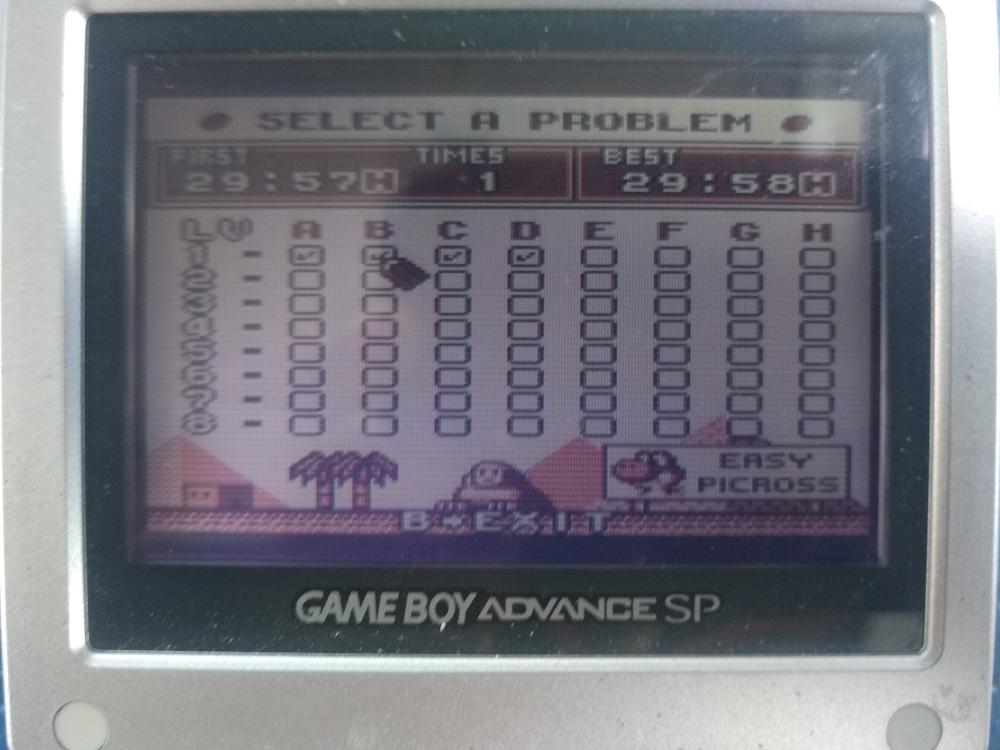 SELECT A PROBLEM
FIRST TIMES BEST
29:57H 1 29:58H
LV A B C D E F G H
1 -
2 -
3 -
4 -
5 -
6 -
7 -
8 -
EASY
PICROSS
B→EXIT
GAME BOY ADVANCE SP